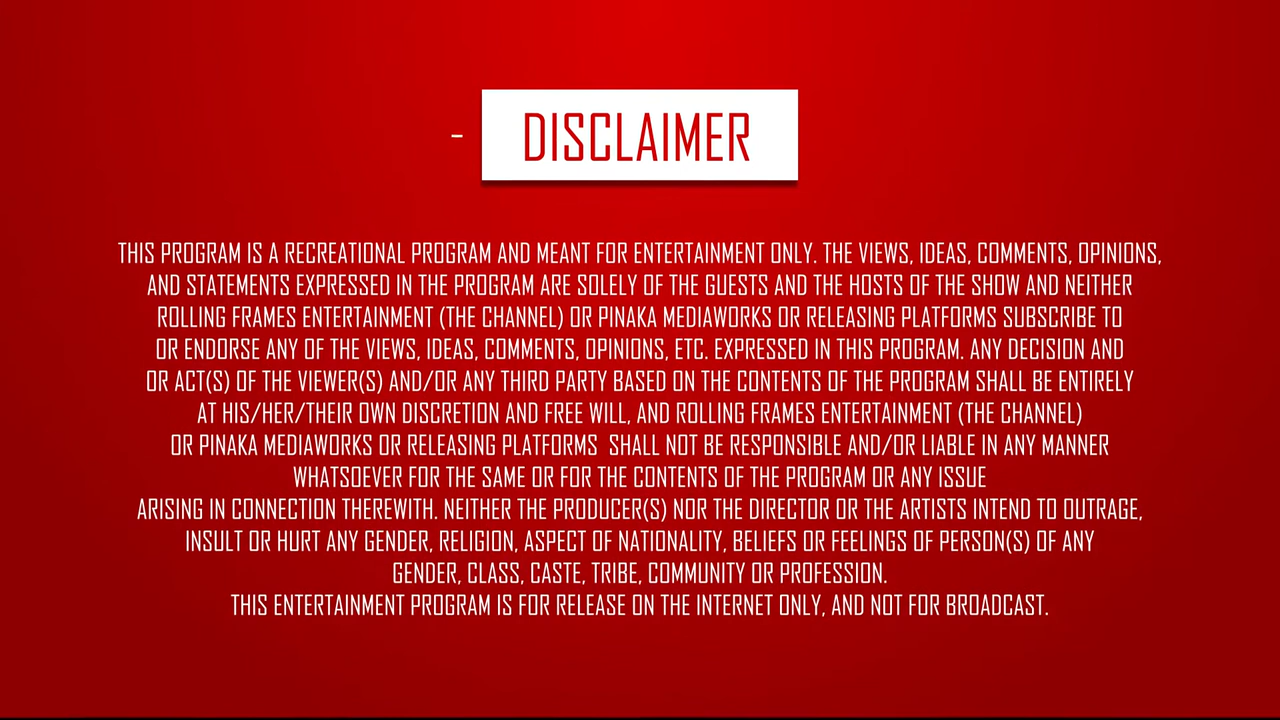 - DISCLAIMER
THIS PROGRAM IS A RECREATIONAL PROGRAM AND MEANT FOR ENTERTAINMENT ONLY. THE VIEWS, IDEAS, COMMENTS, OPINIONS,
AND STATEMENTS EXPRESSED IN THE PROGRAM ARE SOLELY OF THE GUESTS AND THE HOSTS OF THE SHOW AND NEITHER
ROLLING FRAMES ENTERTAINMENT (THE CHANNEL) OR PINAKA MEDIAWORKS OR RELEASING PLATFORMS SUBSCRIBE TO
OR ENDORSE ANY OF THE VIEWS, IDEAS, COMMENTS, OPINIONS, ETC. EXPRESSED IN THIS PROGRAM. ANY DECISION AND
OR ACT(S) OF THE VIEWER(S) AND/OR ANY THIRD PARTY BASED ON THE CONTENTS OF THE PROGRAM SHALL BE ENTIRELY
AT HIS/HER/THEIR OWN DISCRETION AND FREE WILL, AND ROLLING FRAMES ENTERTAINMENT (THE CHANNEL)
OR PINAKA MEDIAWORKS OR RELEASING PLATFORMS SHALL NOT BE RESPONSIBLE AND/OR LIABLE IN ANY MANNER
WHATSOEVER FOR THE SAME OR FOR THE CONTENTS OF THE PROGRAM OR ANY ISSUE
ARISING IN CONNECTION THEREWITH. NEITHER THE PRODUCER(S) NOR THE DIRECTOR OR THE ARTISTS INTEND TO OUTRAGE,
INSULT OR HURT ANY GENDER, RELIGION, ASPECT OF NATIONALITY, BELIEFS OR FEELINGS OF PERSON(S) OF ANY
GENDER, CLASS, CASTE, TRIBE, COMMUNITY OR PROFESSION.
THIS ENTERTAINMENT PROGRAM IS FOR RELEASE ON THE INTERNET ONLY, AND NOT FOR BROADCAST.